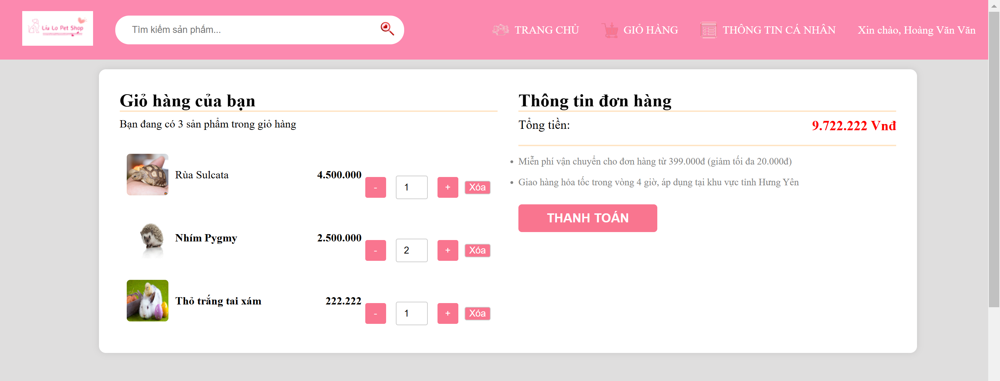 Líu Lo Pet Shop
Tìm kiếm sản phẩm...
TRANG CHỦ
GIỎ HÀNG
THÔNG TIN CÁ NHÂN
Xin chào, Hoàng Văn Văn
Giỏ hàng của bạn
Bạn đang có 3 sản phẩm trong giỏ hàng
Rùa Sulcata 4.500.000 - 1 + Xóa
Nhím Pygmy 2.500.000 - 2 + Xóa
Thỏ trắng tai xám 222.222 - 1 + Xóa
Thông tin đơn hàng
Tổng tiền: 9.722.222 Vnđ
Miễn phí vận chuyển cho đơn hàng từ 399.000đ (giảm tối đa 20.000đ)
Giao hàng hỏa tốc trong vòng 4 giờ, áp dụng tại khu vực tỉnh Hưng Yên
THANH TOÁN